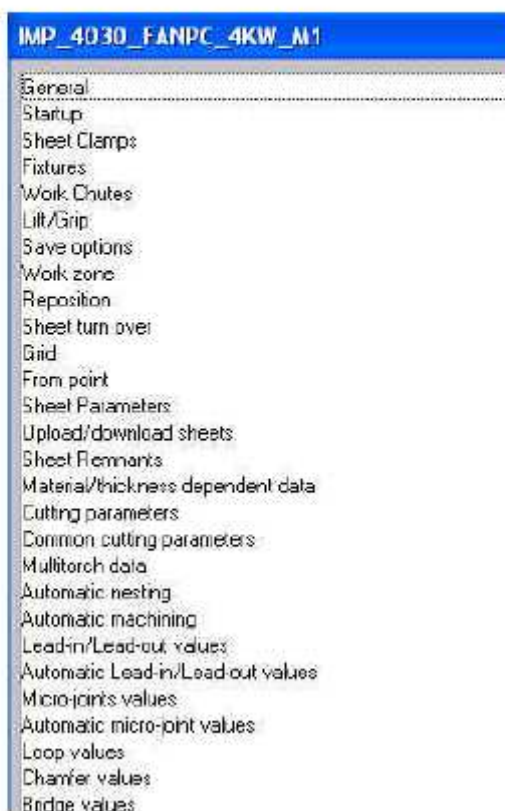 IMP_4030_FANPC_4KW_M1
General
Startup
Sheet Clamps
Fixtures
Work Chutes
Lift/Grip
Save options
Work zone
Reposition
Sheet turn over
Grid
From point
Sheet Parameters
Upload/download sheets
Sheet Remnants
Material/thickness dependent data
Cutting parameters
Common cutting parameters
Multitorch data
Automatic nesting
Automatic machining
Lead-in/Lead-out values
Automatic Lead-in/Lead-out values
Micro-joints values
Automatic micro-joint values
Loop values
Chamfer values
Bridge values